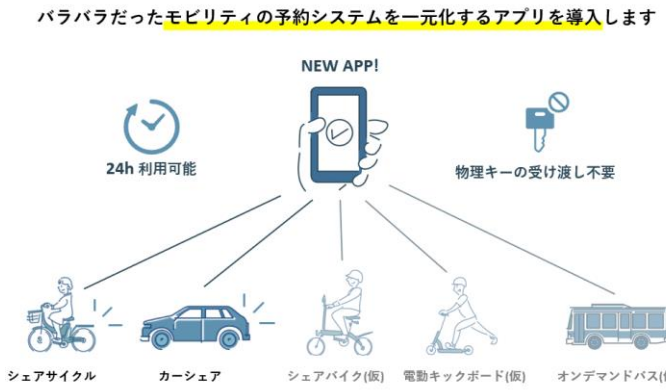 バラバラだったモビリティの予約システムを一元化するアプリを導入します
NEW APP!
24h 利用可能
物理キーの受け渡し不要
シェアサイクル
カーシェア
シェアバイク(仮)
電動キックボード(仮)
オンデマンドバス(